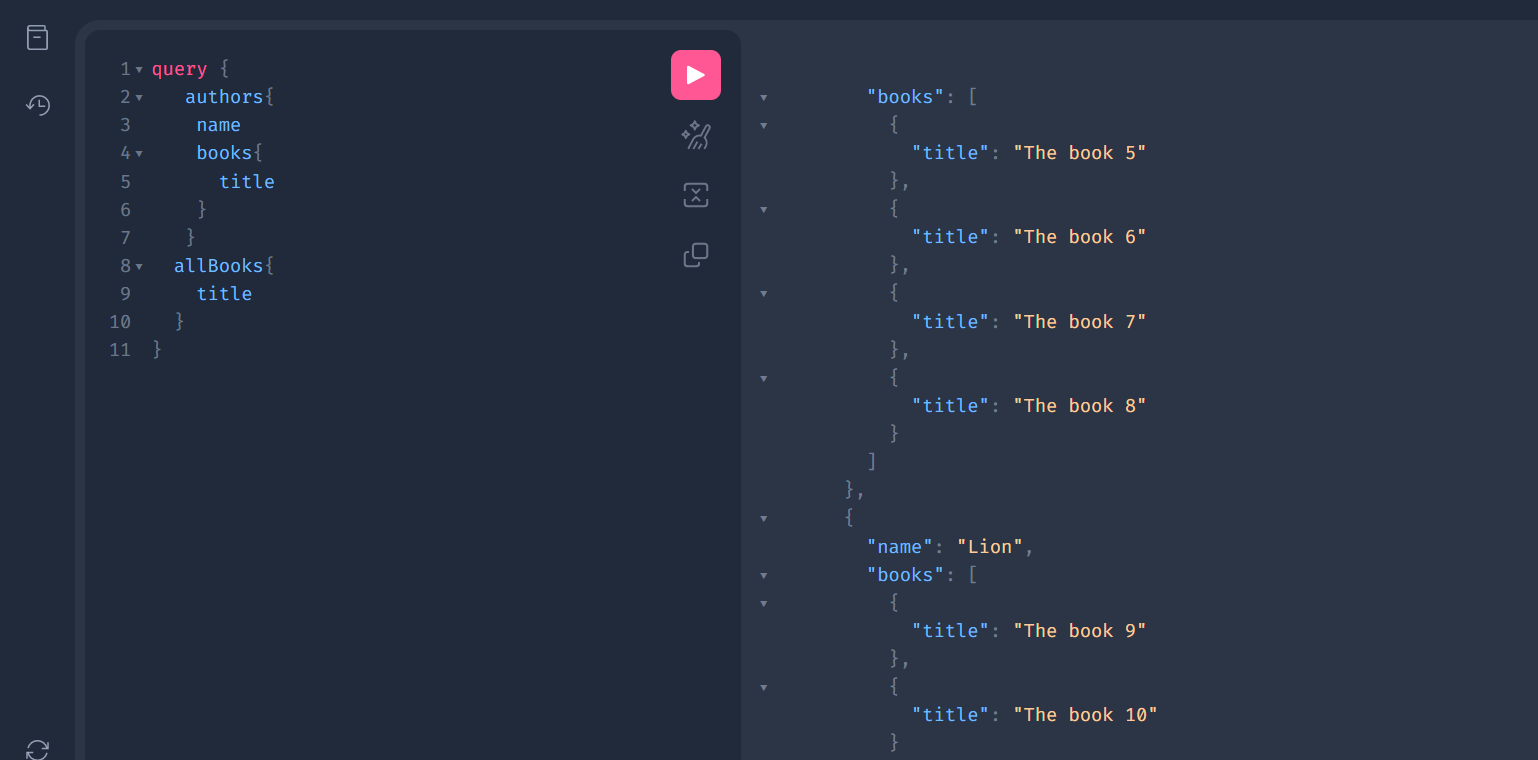 1 query {
2 authors{
3 name
4 books{
5 title
6 }
7 }
8 allBooks{
9 title
10 }
11 }
"books": [
{
"title": "The book 5"
},
{
"title": "The book 6"
},
{
"title": "The book 7"
},
{
"title": "The book 8"
}
]
},
{
"name": "Lion",
"books": [
{
"title": "The book 9"
},
{
"title": "The book 10"
}